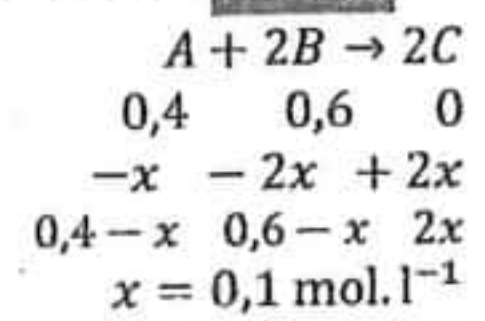 A + 2B → 2C
0,4 0,6 0
−x − 2x + 2x
0,4 − x 0,6 − x 2x
x = 0,1 mol. l⁻¹